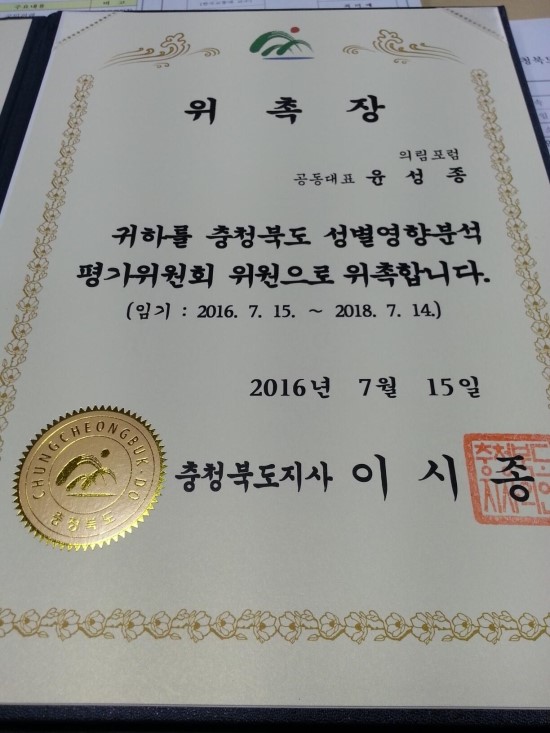 위 촉 장
의림포럼
공동대표 윤 성 종
귀하를 충청북도 성별영향분석
평가위원회 위원으로 위촉합니다.
(임기 : 2016. 7. 15. ~ 2018. 7. 14.)
2016년 7월 15일
충청북도지사 이 시 종
CHUNGCHEONGBUK-DO
충청북도